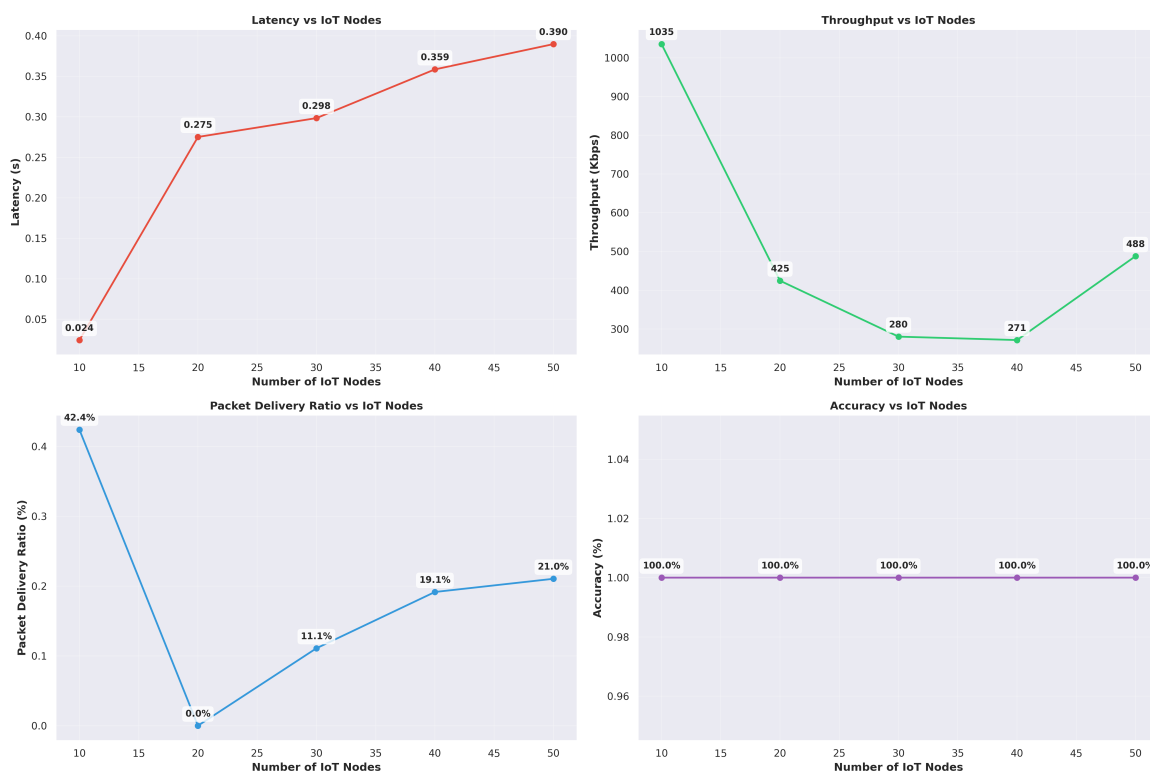 Latency vs IoT Nodes
0.40
0.35
0.30
0.25
0.20
0.15
0.10
0.05
Latency (s)
0.024
0.275
0.298
0.359
0.390
10 15 20 25 30 35 40 45 50
Number of IoT Nodes
Throughput vs IoT Nodes
1000
900
800
700
600
500
400
300
Throughput (Kbps)
1035
425
280
271
488
10 15 20 25 30 35 40 45 50
Number of IoT Nodes
Packet Delivery Ratio vs IoT Nodes
0.4
0.3
0.2
0.1
0.0
Packet Delivery Ratio (%)
42.4%
0.0%
11.1%
19.1%
21.0%
10 15 20 25 30 35 40 45 50
Number of IoT Nodes
Accuracy vs IoT Nodes
1.04
1.02
1.00
0.98
0.96
Accuracy (%)
100.0% 100.0% 100.0% 100.0% 100.0%
10 15 20 25 30 35 40 45 50
Number of IoT Nodes